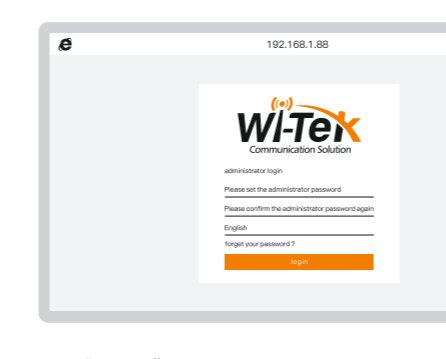 192.168.1.88
Wi-Tek
Communication Solution
administrator login
Please set the administrator password
Please confirm the administrator password again
English
forget your password ?
login